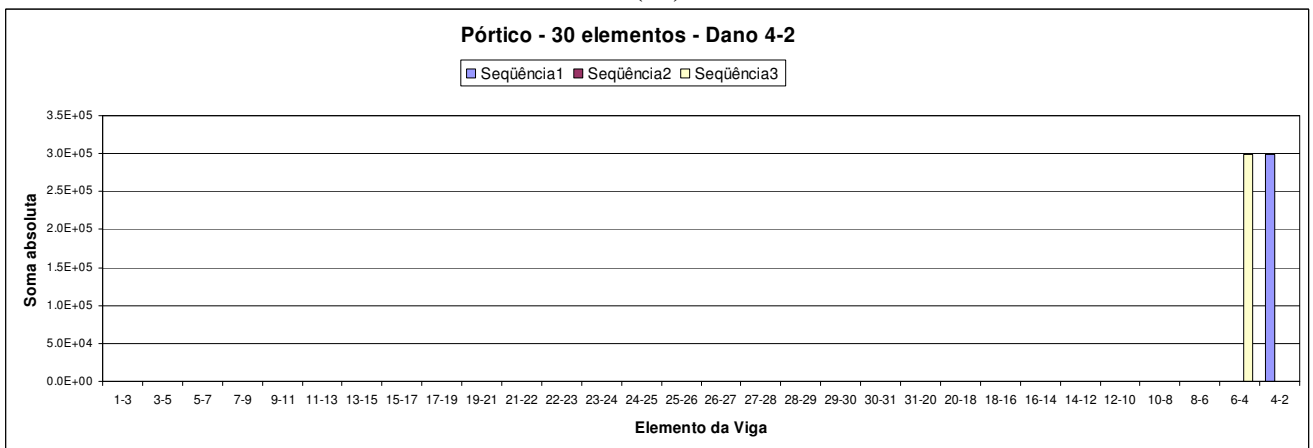 Pórtico - 30 elementos - Dano 4-2
Seqüência1 Seqüência2 Seqüência3
3.5E+05
3.0E+05
2.5E+05
2.0E+05
1.5E+05
1.0E+05
5.0E+04
0.0E+00
Soma absoluta
1-3 3-5 5-7 7-9 9-11 11-13 13-15 15-17 17-19 19-21 21-22 22-23 23-24 24-25 25-26 26-27 27-28 28-29 29-30 30-31 31-20 20-18 18-16 16-14 14-12 12-10 10-8 8-6 6-4 4-2
Elemento da Viga